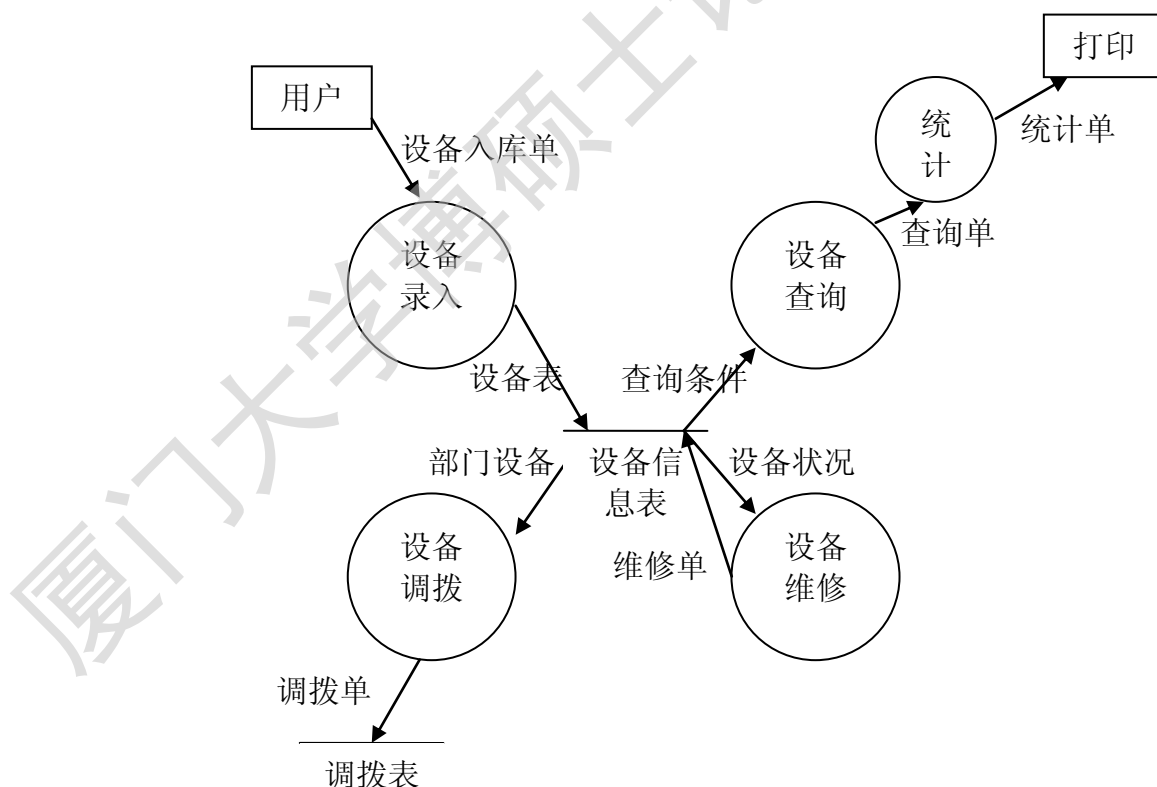 打印
用户
统
计
统计单
设备入库单
查询单
设备
录入
设备
查询
设备表
查询条件
部门设备
设备信
息表
设备状况
设备
调拨
维修单
设备
维修
调拨单
调拨表
厦门大学博硕士